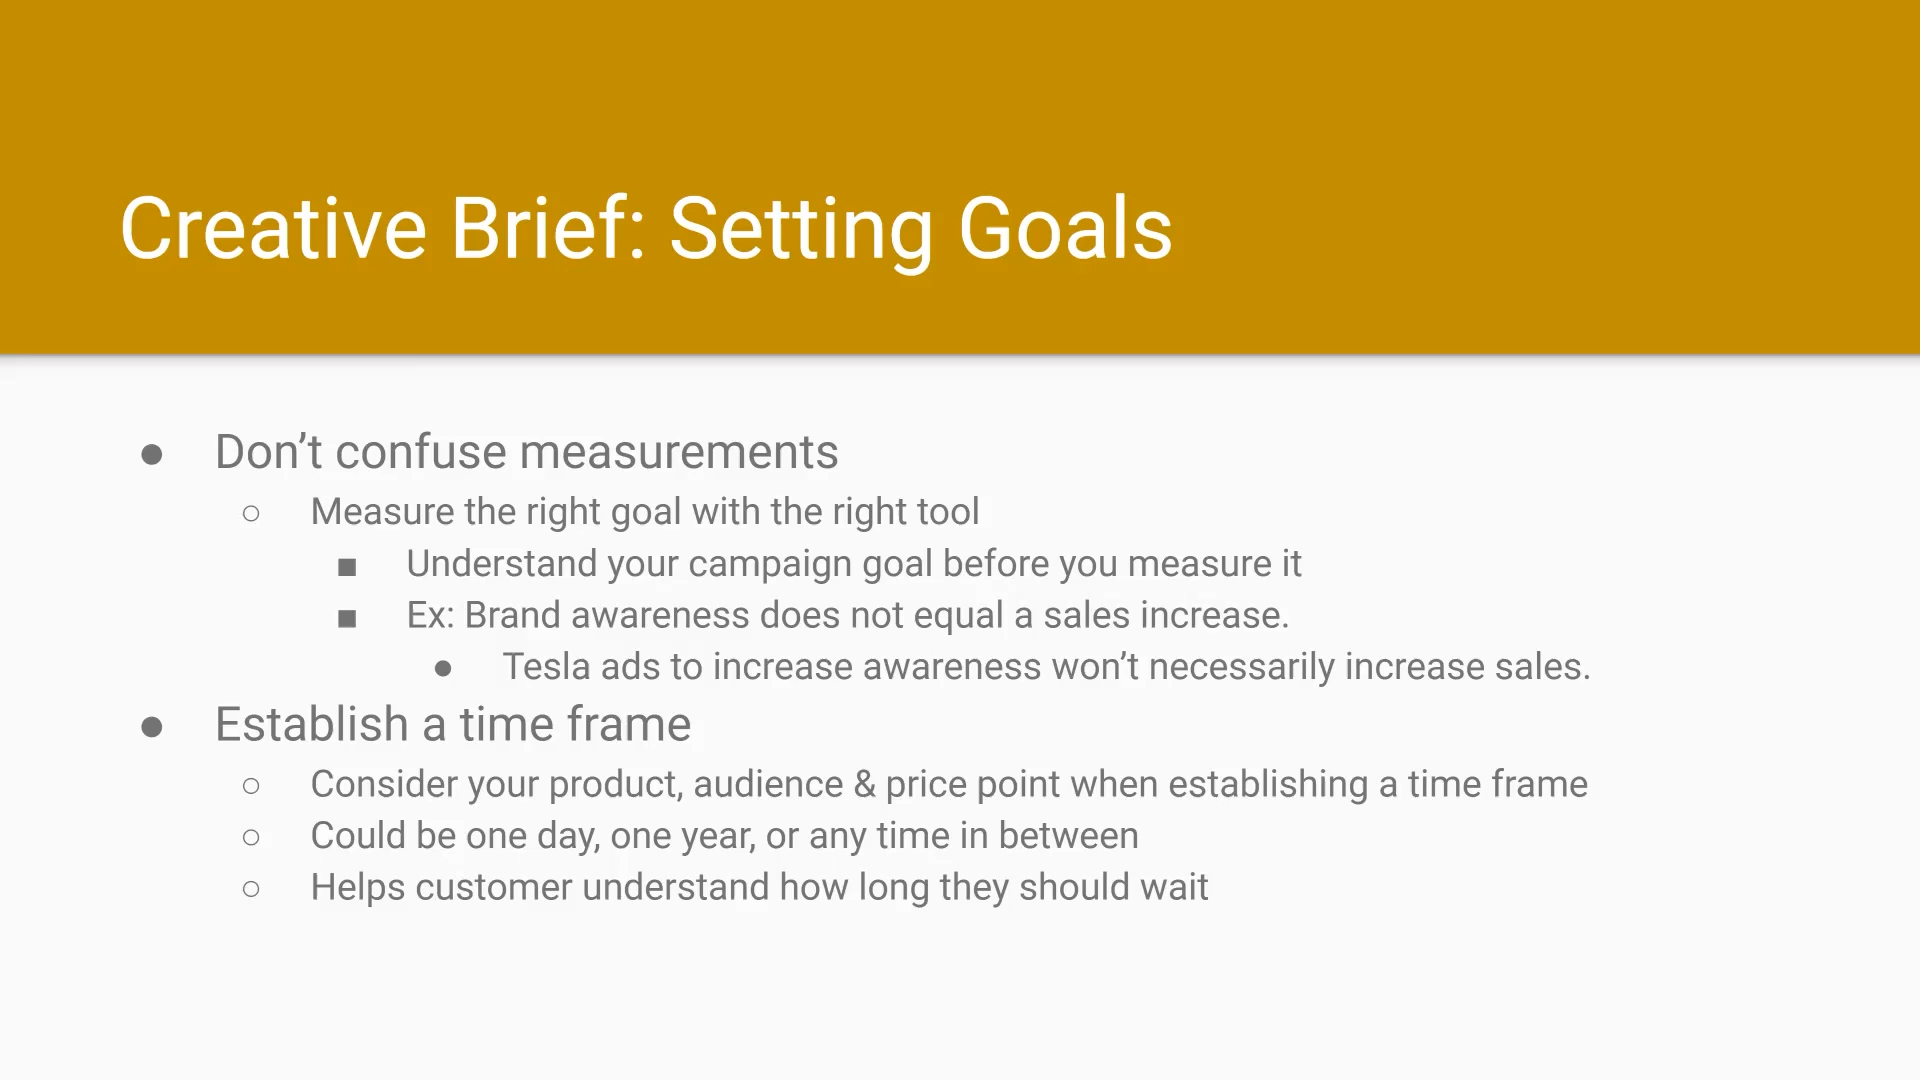 Creative Brief: Setting Goals
● Don’t confuse measurements
○ Measure the right goal with the right tool
■ Understand your campaign goal before you measure it
■ Ex: Brand awareness does not equal a sales increase.
● Tesla ads to increase awareness won’t necessarily increase sales.
● Establish a time frame
○ Consider your product, audience & price point when establishing a time frame
○ Could be one day, one year, or any time in between
○ Helps customer understand how long they should wait